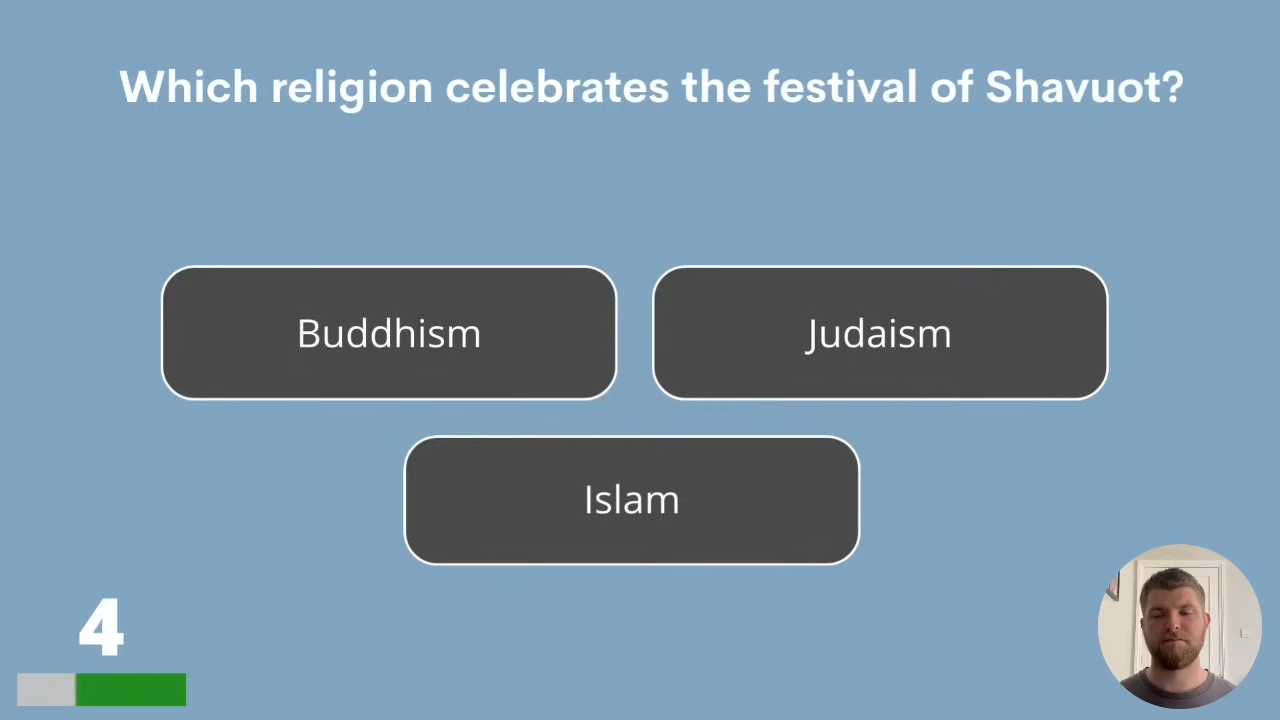 Which religion celebrates the festival of Shavuot?
Buddhism
Judaism
Islam
4